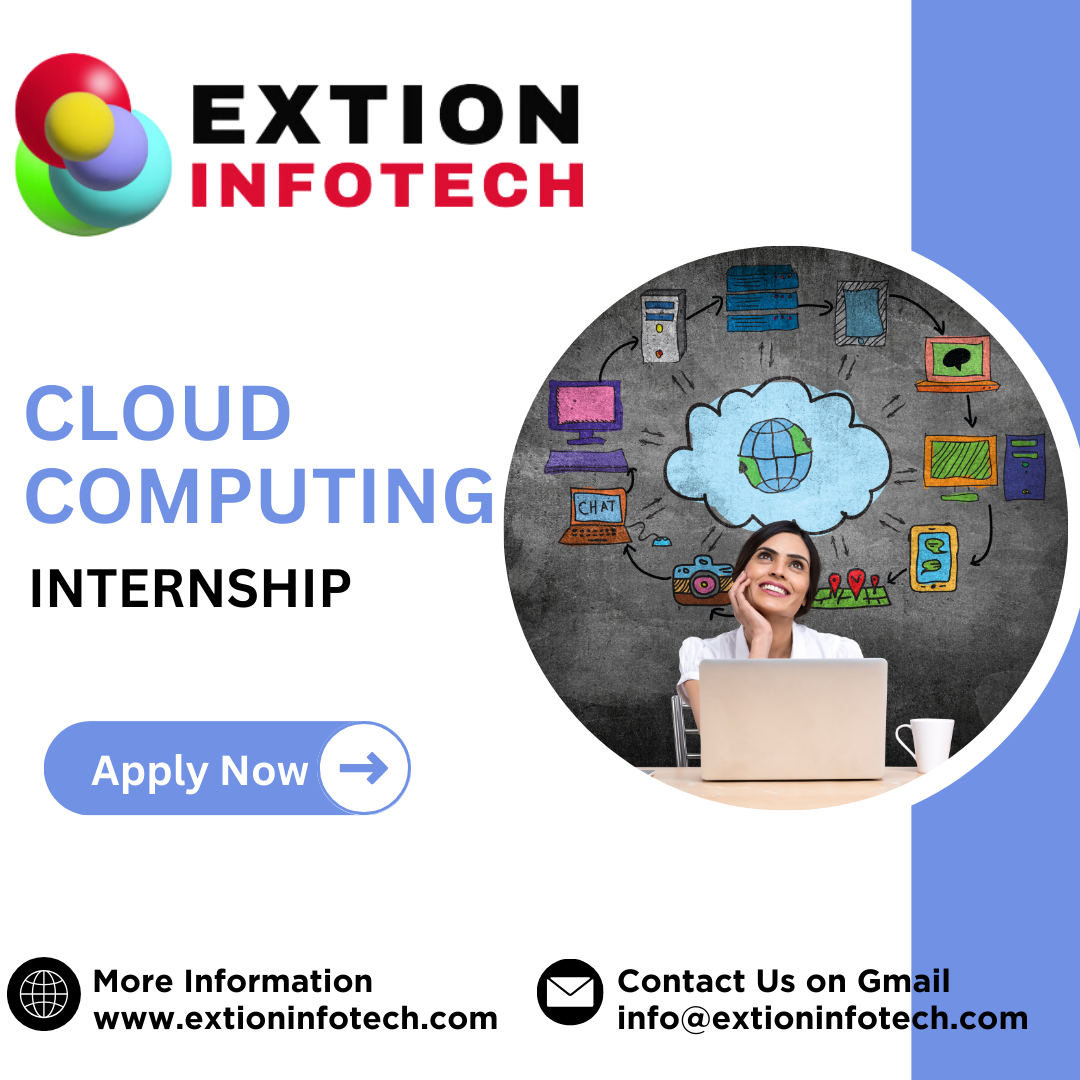 EXTION
INFOTECH
CLOUD
COMPUTING
INTERNSHIP
CHAT
Apply Now
More Information
www.extioninfotech.com
Contact Us on Gmail
info@extioninfotech.com